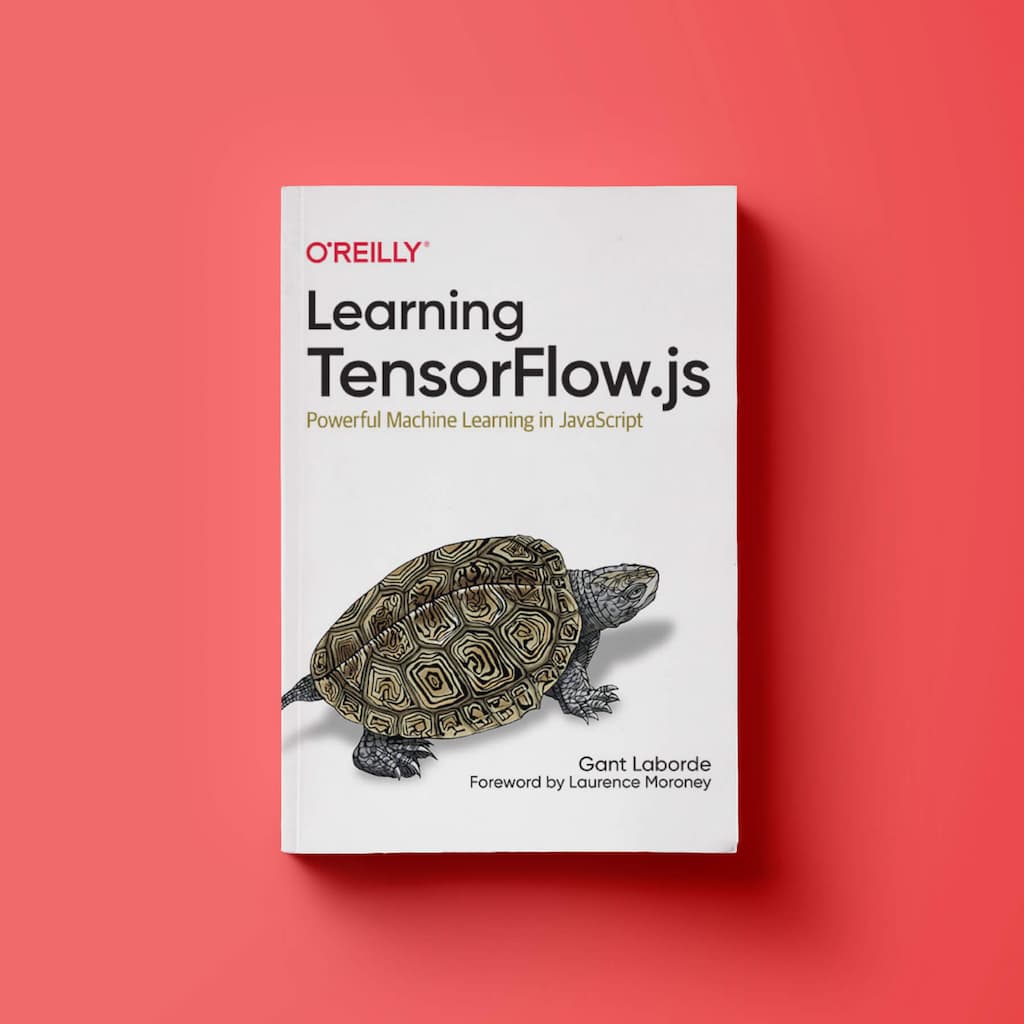 O'REILLY®
Learning
TensorFlow.js
Powerful Machine Learning in JavaScript
Gant Laborde
Foreword by Laurence Moroney